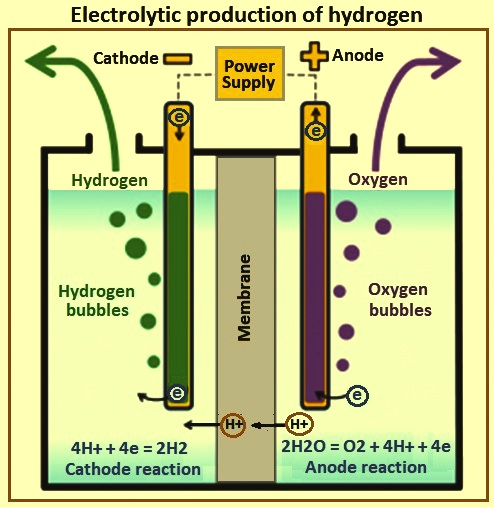 Electrolytic production of hydrogen
Cathode
Power
Supply
Anode
e
e
Hydrogen
Oxygen
Hydrogen
bubbles
Membrane
Oxygen
bubbles
e
e
H+
H+
4H+ + 4e = 2H2
Cathode reaction
2H2O = O2 + 4H+ + 4e
Anode reaction